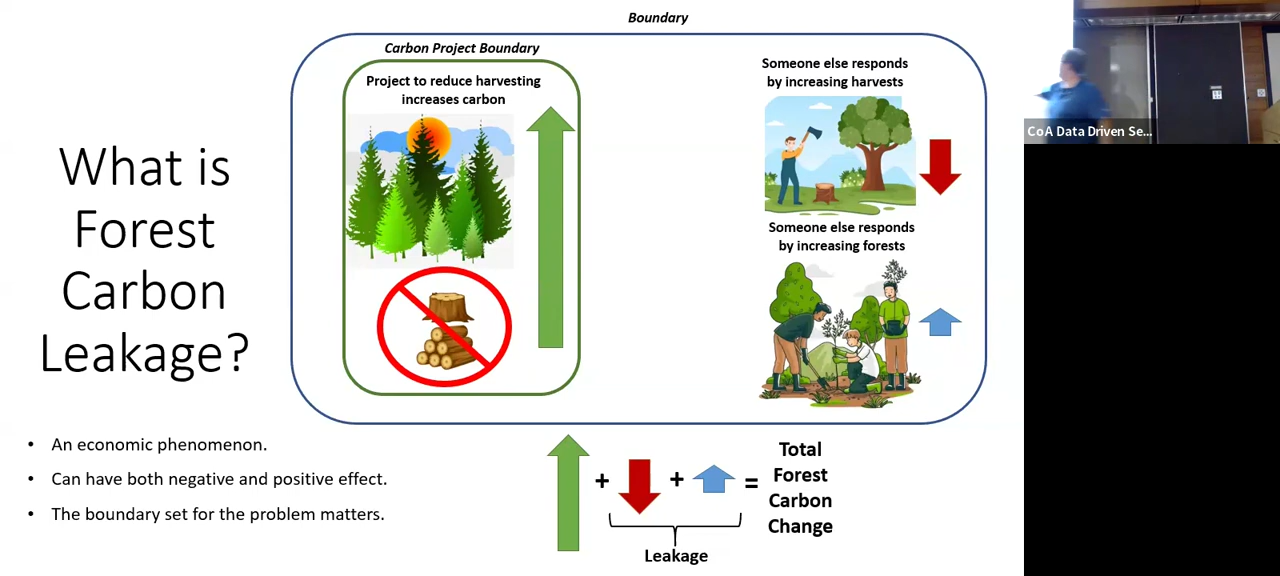 Boundary
Carbon Project Boundary
Project to reduce harvesting
increases carbon
Someone else responds
by increasing harvests
Someone else responds
by increasing forests
What is
Forest
Carbon
Leakage?
• An economic phenomenon.
• Can have both negative and positive effect.
• The boundary set for the problem matters.
+ + =
Total
Forest
Carbon
Change
Leakage
CoA Data Driven Se...